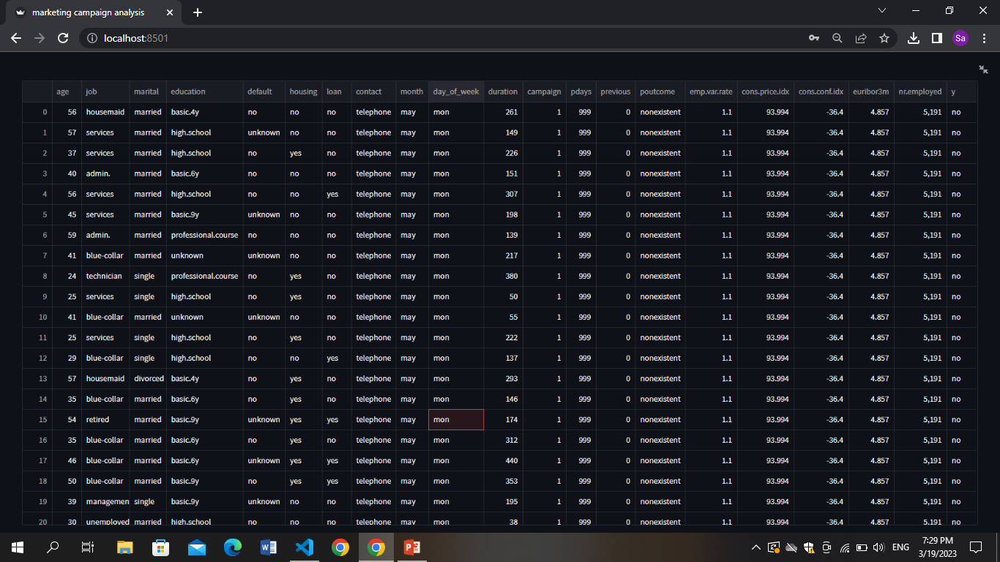 marketing campaign analysis
localhost:8501
Sa
age job marital education default housing loan contact month day_of_week duration campaign pdays previous poutcome emp.var.rate cons.price.idx cons.conf.idx euribor3m nr.employed y
0 56 housemaid married basic.4y no no no telephone may mon 261 1 999 0 nonexistent 1.1 93.994 -36.4 4.857 5,191 no
1 57 services married high.school unknown no no telephone may mon 149 1 999 0 nonexistent 1.1 93.994 -36.4 4.857 5,191 no
2 37 services married high.school no yes no telephone may mon 226 1 999 0 nonexistent 1.1 93.994 -36.4 4.857 5,191 no
3 40 admin. married basic.6y no no no telephone may mon 151 1 999 0 nonexistent 1.1 93.994 -36.4 4.857 5,191 no
4 56 services married high.school no no yes telephone may mon 307 1 999 0 nonexistent 1.1 93.994 -36.4 4.857 5,191 no
5 45 services married basic.9y unknown no no telephone may mon 198 1 999 0 nonexistent 1.1 93.994 -36.4 4.857 5,191 no
6 59 admin. married professional.course no no no telephone may mon 139 1 999 0 nonexistent 1.1 93.994 -36.4 4.857 5,191 no
7 41 blue-collar married unknown unknown no no telephone may mon 217 1 999 0 nonexistent 1.1 93.994 -36.4 4.857 5,191 no
8 24 technician single professional.course no yes no telephone may mon 380 1 999 0 nonexistent 1.1 93.994 -36.4 4.857 5,191 no
9 25 services single high.school no yes no telephone may mon 50 1 999 0 nonexistent 1.1 93.994 -36.4 4.857 5,191 no
10 41 blue-collar married unknown unknown no no telephone may mon 55 1 999 0 nonexistent 1.1 93.994 -36.4 4.857 5,191 no
11 25 services single high.school no yes no telephone may mon 222 1 999 0 nonexistent 1.1 93.994 -36.4 4.857 5,191 no
12 29 blue-collar single high.school no no yes telephone may mon 137 1 999 0 nonexistent 1.1 93.994 -36.4 4.857 5,191 no
13 57 housemaid divorced basic.4y no yes no telephone may mon 293 1 999 0 nonexistent 1.1 93.994 -36.4 4.857 5,191 no
14 35 blue-collar married basic.6y no yes no telephone may mon 146 1 999 0 nonexistent 1.1 93.994 -36.4 4.857 5,191 no
15 54 retired married basic.9y unknown yes yes telephone may mon 174 1 999 0 nonexistent 1.1 93.994 -36.4 4.857 5,191 no
16 35 blue-collar married basic.6y no yes no telephone may mon 312 1 999 0 nonexistent 1.1 93.994 -36.4 4.857 5,191 no
17 46 blue-collar married basic.6y unknown yes yes telephone may mon 440 1 999 0 nonexistent 1.1 93.994 -36.4 4.857 5,191 no
18 50 blue-collar married basic.9y no yes yes telephone may mon 353 1 999 0 nonexistent 1.1 93.994 -36.4 4.857 5,191 no
19 39 managemen single basic.9y unknown no no telephone may mon 195 1 999 0 nonexistent 1.1 93.994 -36.4 4.857 5,191 no
20 30 unemployed married high.school no no no telephone may mon 38 1 999 0 nonexistent 1.1 93.994 -36.4 4.857 5,191 no
ENG
7:29 PM
3/19/2023